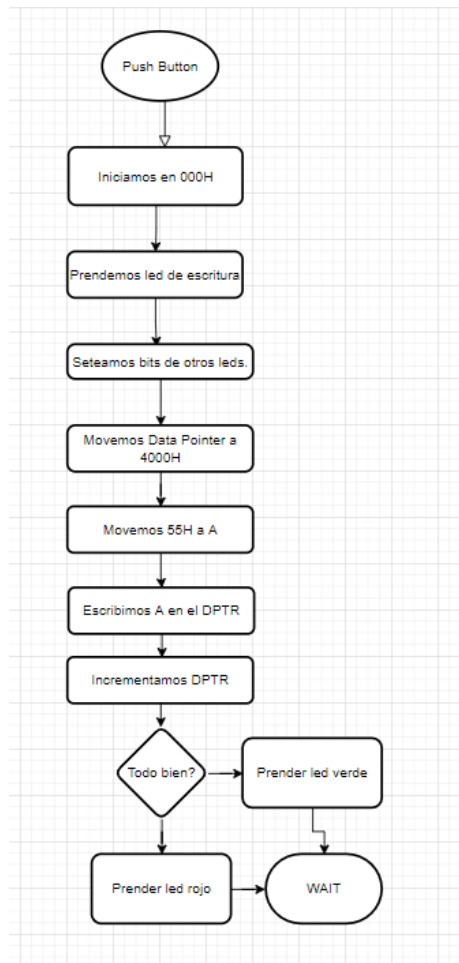 Push Button
Iniciamos en 000H
Prendemos led de escritura
Seteamos bits de otros leds.
Movemos Data Pointer a
4000H
Movemos 55H a A
Escribimos A en el DPTR
Incrementamos DPTR
Todo bien?
Prender led verde
Prender led rojo
WAIT